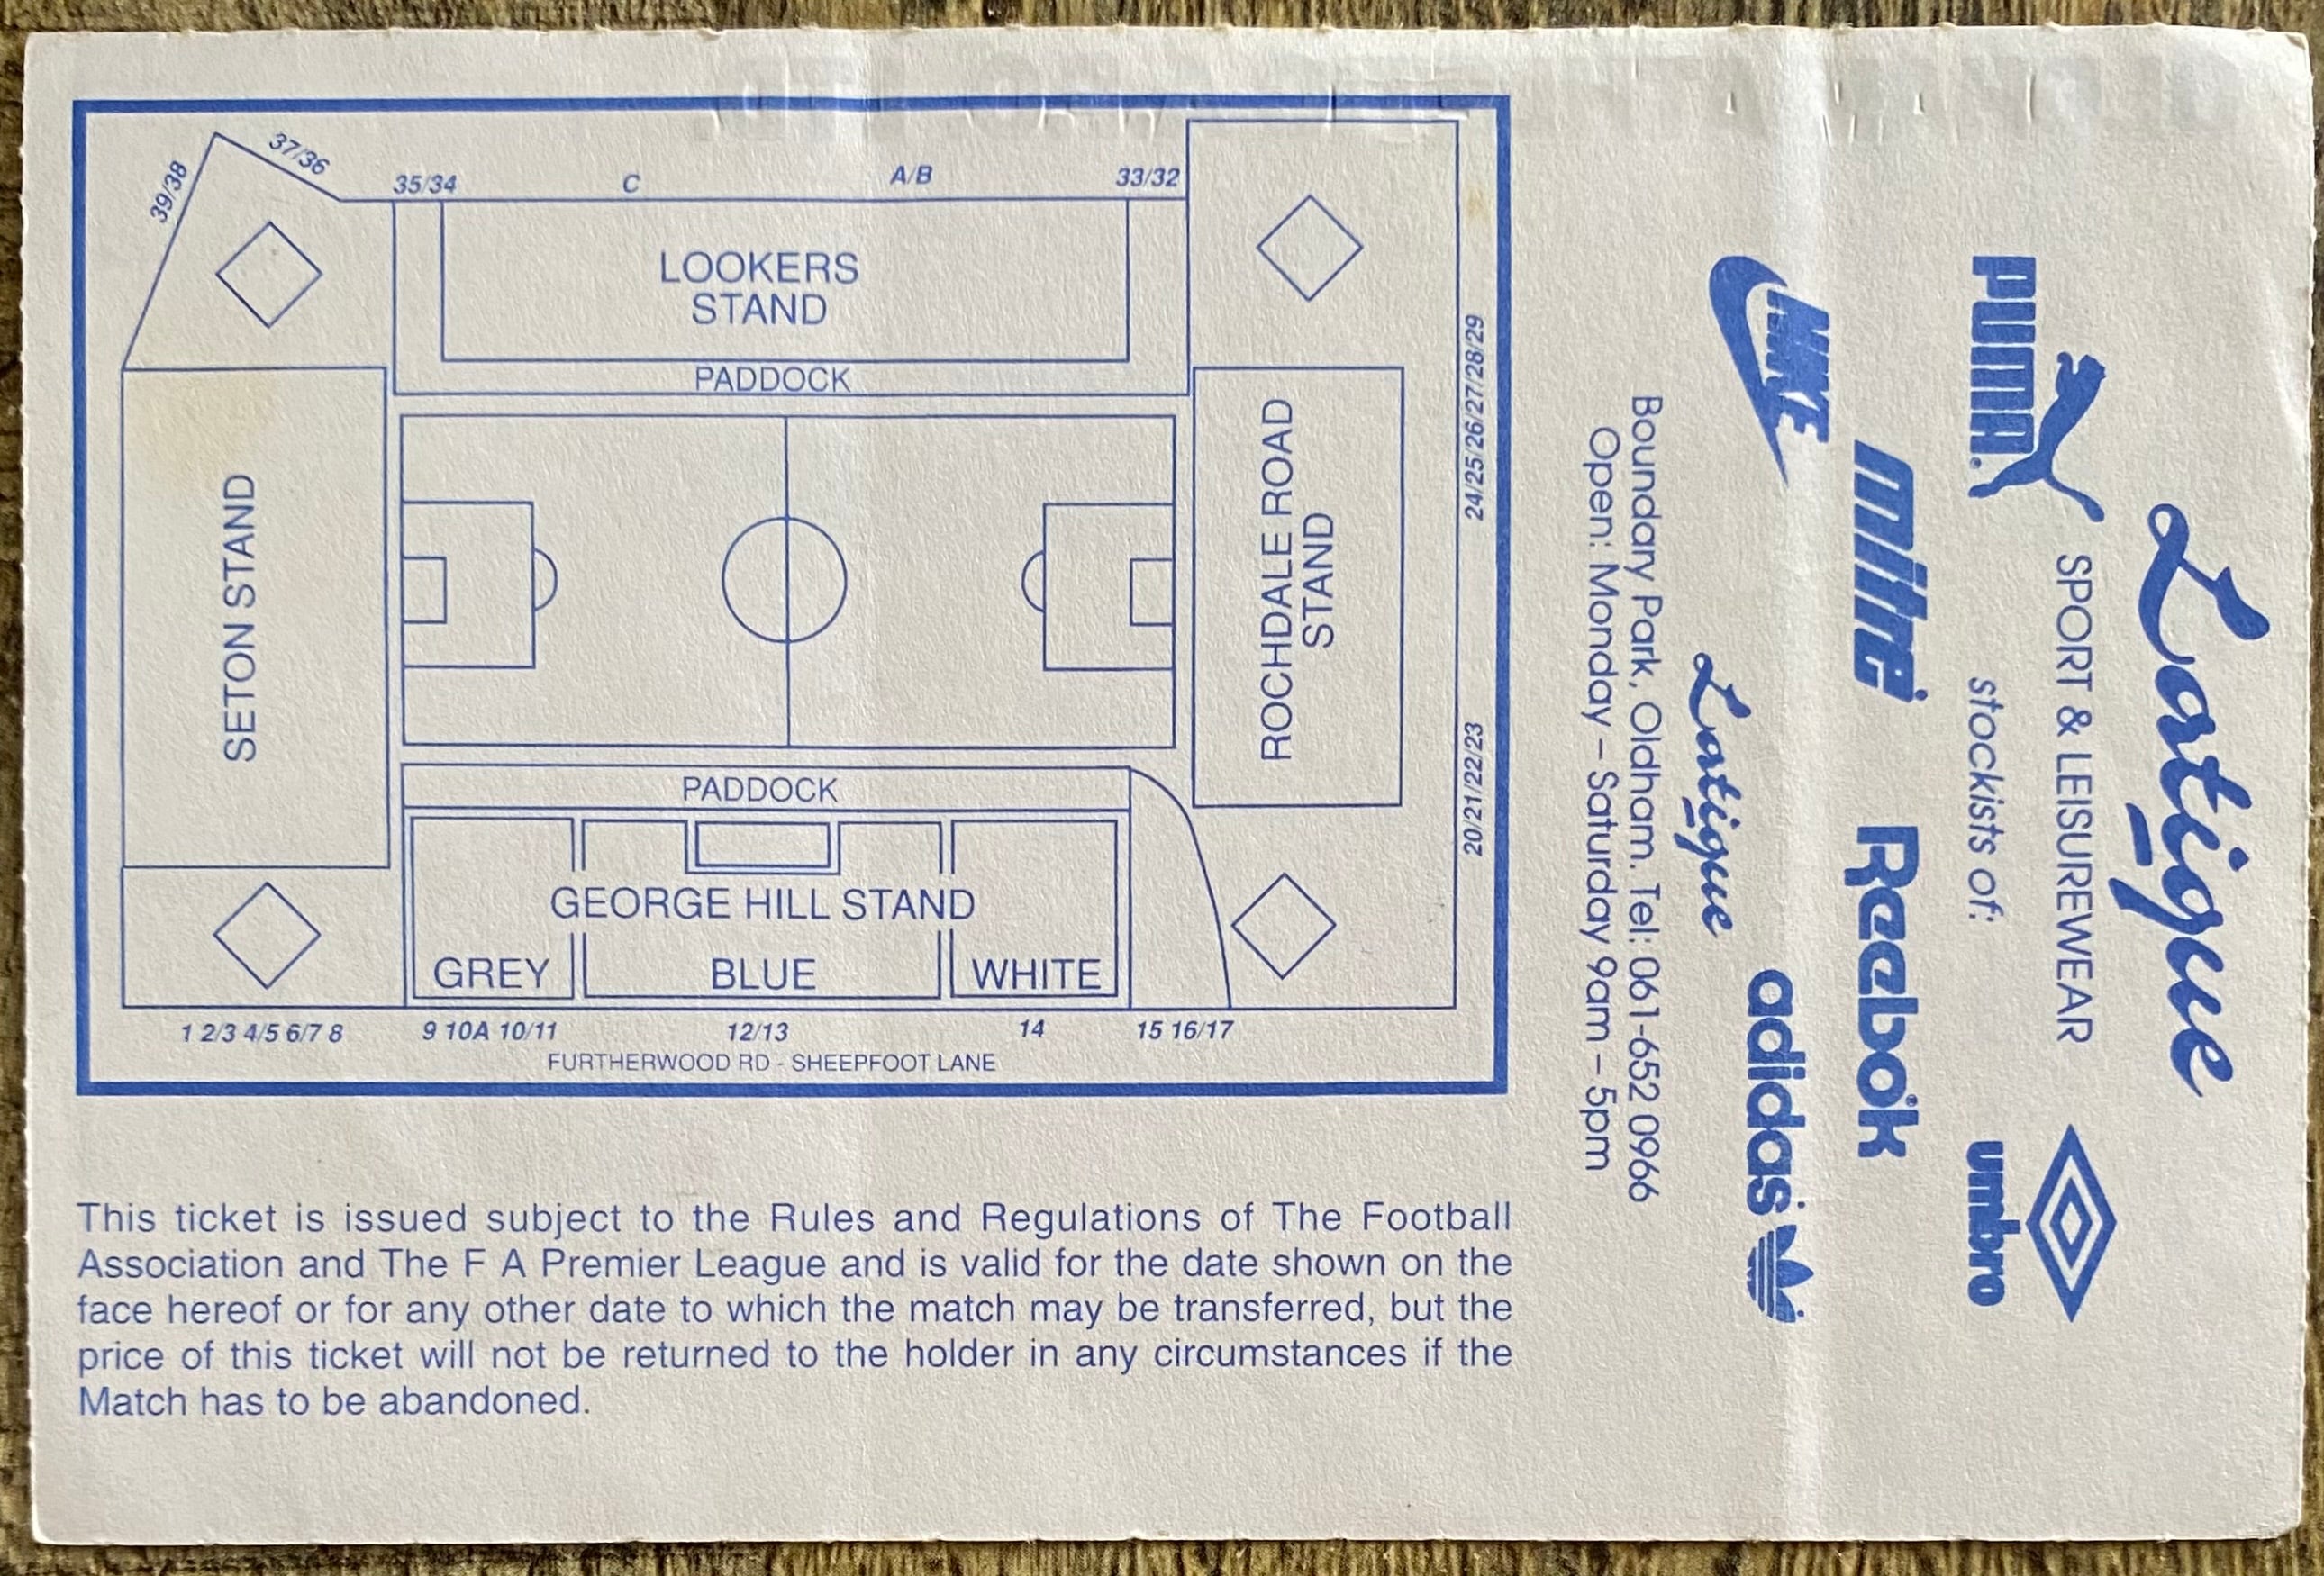 39/38
37/36
35/34
C
A/B
33/32
LOOKERS
STAND
PADDOCK
SETON STAND
ROCHDALE ROAD
STAND
24/25/26/27/28/29
20/21/22/23
PADDOCK
GEORGE HILL STAND
GREY
BLUE
WHITE
1 2/3 4/5 6/7 8
9 10A 10/11
12/13
14
15 16/17
FURTHERWOOD RD - SHEEPFOOT LANE
This ticket is issued subject to the Rules and Regulations of The Football
Association and The F A Premier League and is valid for the date shown on the
face hereof or for any other date to which the match may be transferred, but the
price of this ticket will not be returned to the holder in any circumstances if the
Match has to be abandoned.
Latique
SPORT & LEISUREWEAR
PUMA
stockists of:
umbro
mitre
Reebok
NIKE
adidas
Latique
Boundary Park, Oldham. Tel: 061-652 0966
Open: Monday – Saturday 9am – 5pm